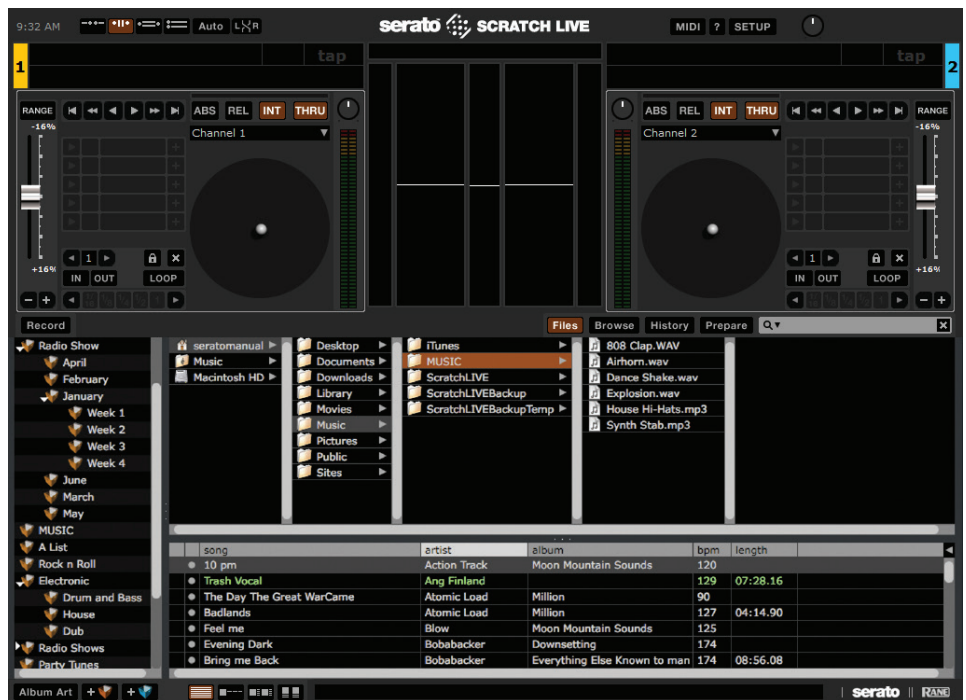 9:32 AM Auto L R serato SCRATCH LIVE MIDI ? SETUP
tap tap
1 2
RANGE ABS REL INT THRU ABS REL INT THRU RANGE
-16% Channel 1 Channel 2 -16%
1 1
+16% IN OUT LOOP IN OUT LOOP +16%
Record Files Browse History Prepare
Radio Show
April
February
January
Week 1
Week 2
Week 3
Week 4
June
March
May
MUSIC
A List
Rock n Roll
Electronic
Drum and Bass
House
Dub
Radio Shows
Party Tunes
seratomanual
Music
Macintosh HD
Desktop
Documents
Downloads
Library
Movies
Music
Pictures
Public
Sites
iTunes
MUSIC
ScratchLIVE
ScratchLIVEBackup
ScratchLIVEBackupTemp
808 Clap.WAV
Airhorn.wav
Dance Shake.wav
Explosion.wav
House Hi-Hats.mp3
Synth Stab.mp3
song artist album bpm length
10 pm Action Track Moon Mountain Sounds 120
Trash Vocal Ang Finland 129 07:28.16
The Day The Great WarCame Atomic Load Million 90
Badlands Atomic Load Million 127 04:14.90
Feel me Blow Moon Mountain Sounds 125
Evening Dark Bobabacker Downsetting 174
Bring me Back Bobabacker Everything Else Known to man 174 08:56.08
Album Art serato RANE